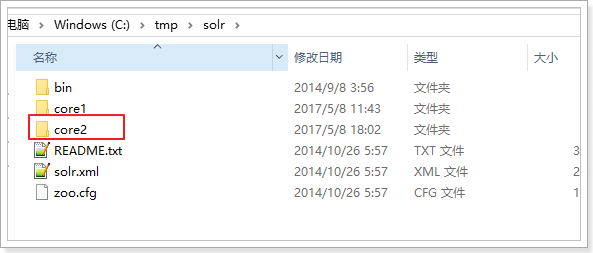 电脑 > Windows (C:) > tmp > solr >
名称 修改日期 类型 大小
bin 2014/9/8 3:56 文件夹
core1 2017/5/8 11:43 文件夹
core2 2017/5/8 18:02 文件夹
README.txt 2014/10/26 5:57 TXT 文件 3
solr.xml 2014/10/26 5:57 XML 文件 2
zoo.cfg 2014/10/26 5:57 CFG 文件 1